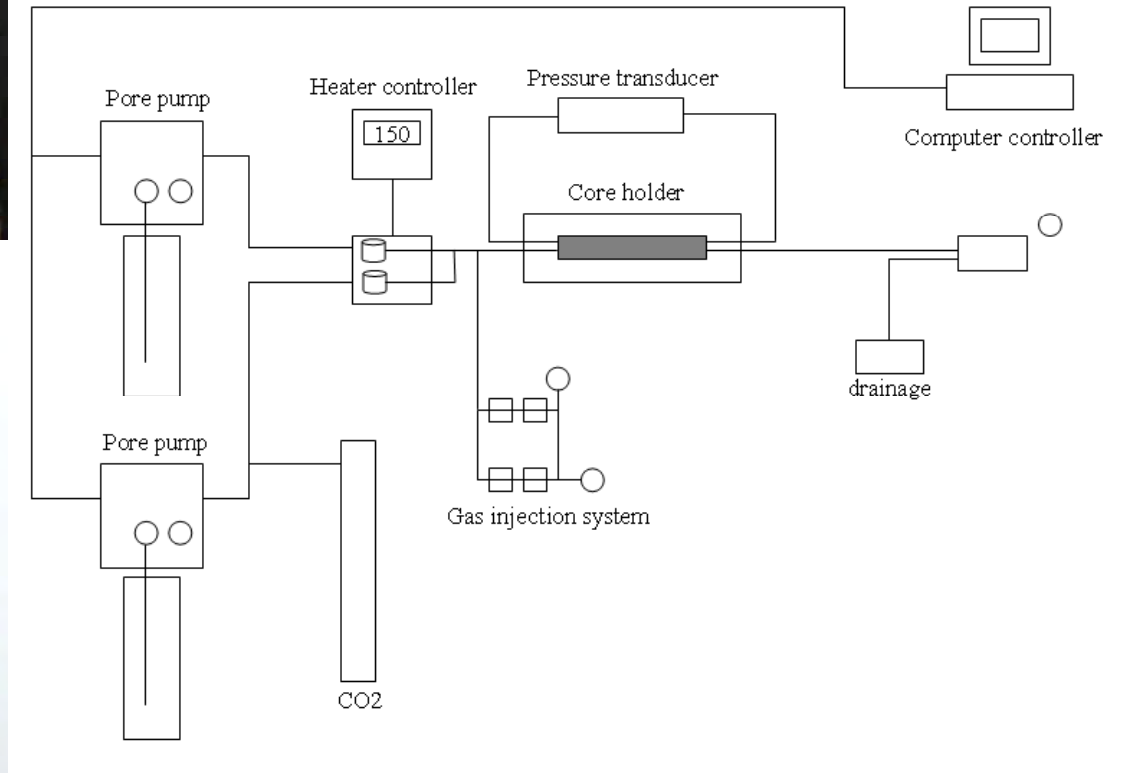 Pressure transducer
Heater controller
Pore pump
150
Computer controller
Core holder
drainage
Pore pump
Gas injection system
CO2